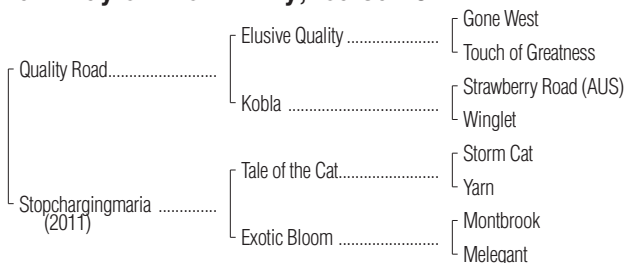 Gone West
Elusive Quality ....................
Touch of Greatness
Quality Road........................
Strawberry Road (AUS)
Kobla .................................
Winglet
Storm Cat
Tale of the Cat......................
Yarn
Stopchargingmaria .............
(2011)
Montbrook
Exotic Bloom ......................
Melegant